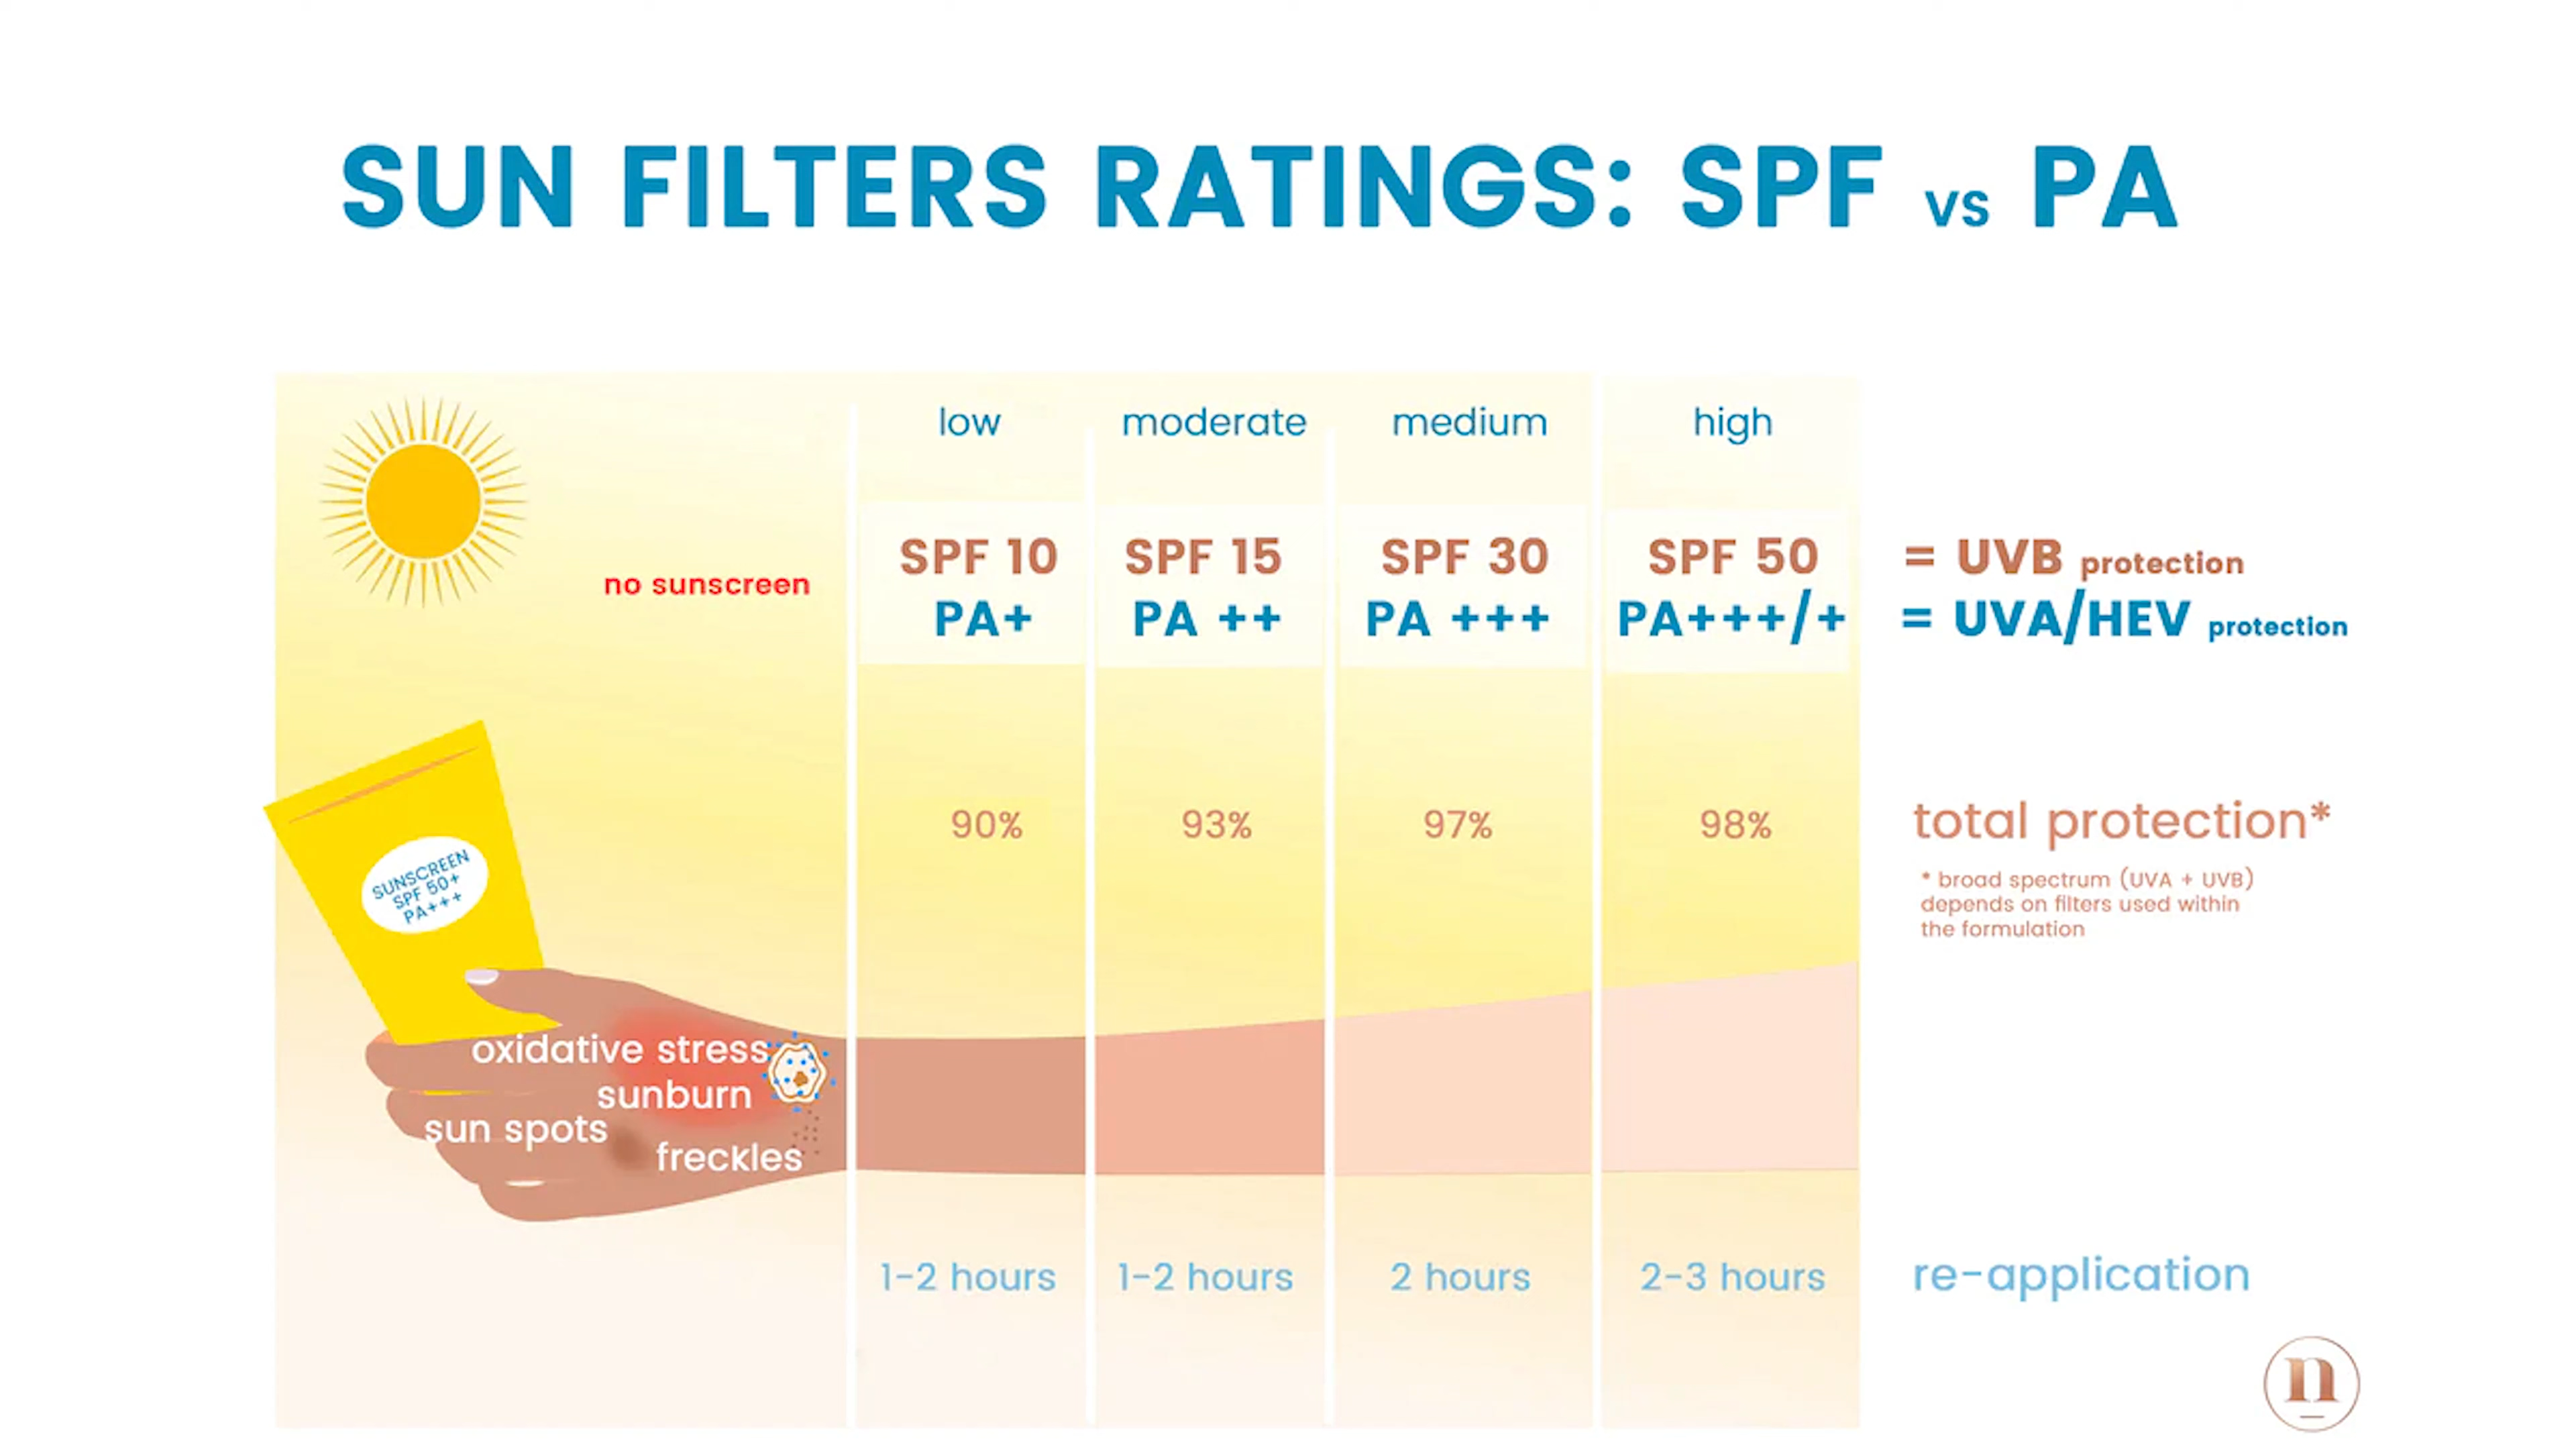 SUN FILTERS RATINGS: SPF vs PA
low moderate medium high
no sunscreen
SPF 10 SPF 15 SPF 30 SPF 50 = UVB protection
PA+ PA ++ PA +++ PA+++/+ = UVA/HEV protection
90% 93% 97% 98% total protection*
* broad spectrum (UVA + UVB)
depends on filters used within
the formulation
SUNSCREEN
SPF 50+
PA+++
oxidative stress
sunburn
sun spots
freckles
1-2 hours 1-2 hours 2 hours 2-3 hours re-application
n